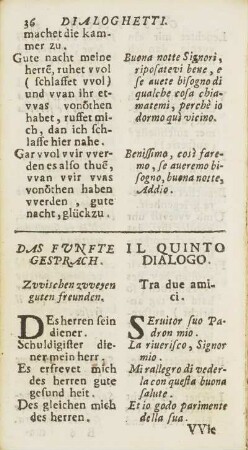 36 DIALOGHETTI.
machet die kam-
mer zu.
Gute nacht meine
herrẽ, ruhet vvol
( schlaffet vvol)
und vvan ihr et-
vvas vonöthen
habet, ruffet mi
ch, dan ich sch-
laffe hier nahe.
Gar vvol vvir vver-
den es also thuẽ,
vvan vvir vvas
vonöthen haben
vverden , gute
nacht, glück zu.
Buona notte Signori,
riposatevi bene, e
se avete bisogno di
qualche cosa chia-
matemi, perchè io
dormo quì vicino.
Benissimo, così fare-
mo, se averemo bi-
sogno, buona notte,
Addio.
DAS FVNFTE
GESPRACH.
Zvvischen zvveyen
guten freunden.
DEs herren sein
diener.
Schuldigister die-
ner mein herr.
Es erfrevet mich
des herren gute
gesund heit.
Des gleichen mich
des herren.
IL QUINTO
DIALOGO.
Tra due ami-
ci.
SErvitor suo Pa-
dron mio.
La riverisco, Signor
mio.
Mi rallegro di veder-
la con questa buona
salute.
Et io godo parimente
della sua.
VVie